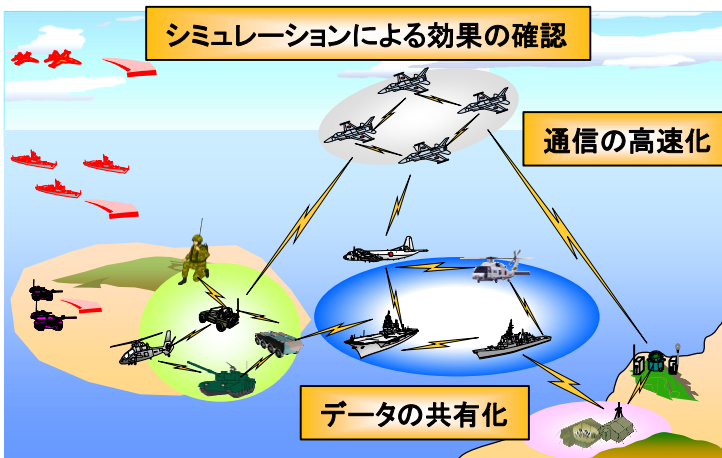 シミュレーションによる効果の確認
通信の高速化
データの共有化